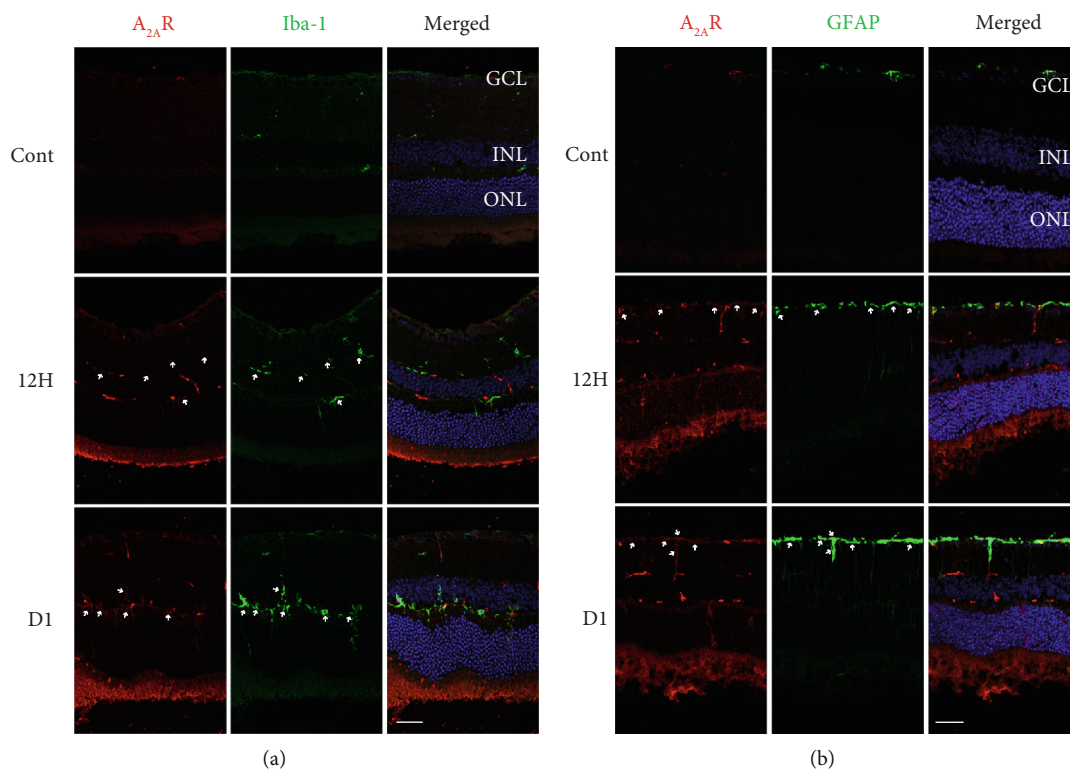 A₂ₐR Iba-1 Merged
Cont
GCL
INL
ONL
12H
D1
(a)
A₂ₐR GFAP Merged
Cont
GCL
INL
ONL
12H
D1
(b)